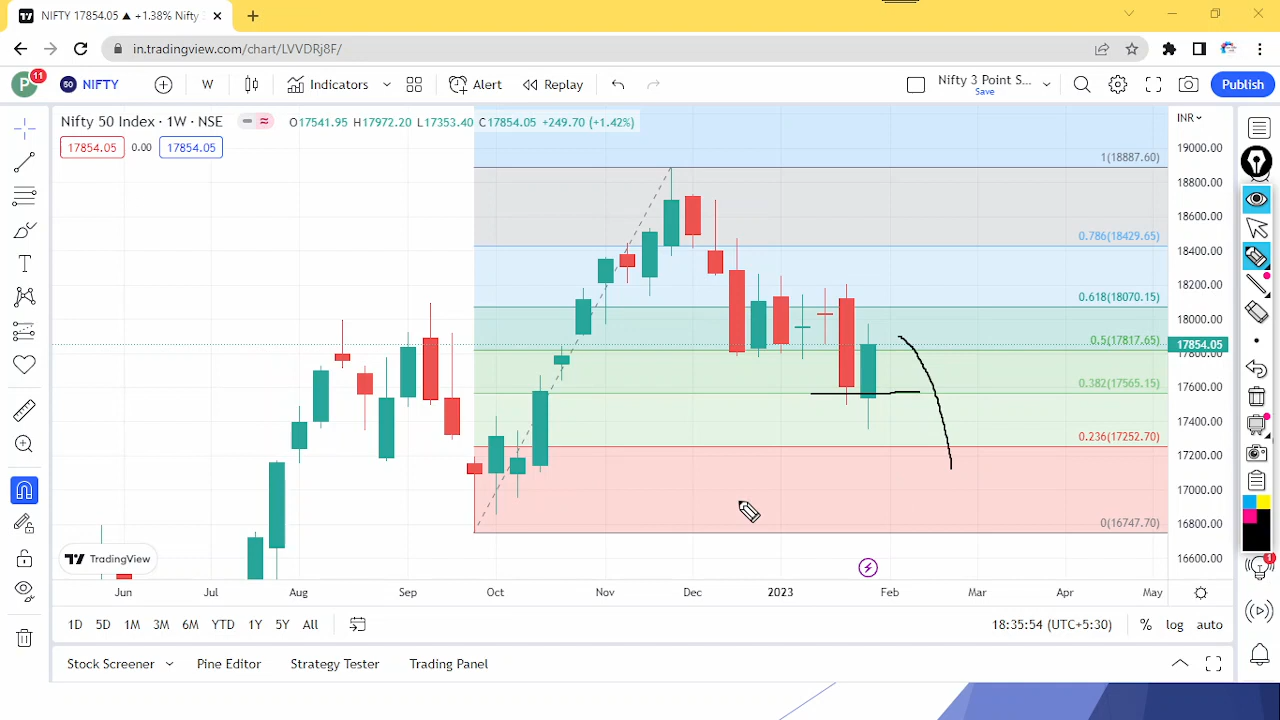 NIFTY 17854.05 ▲ +1.38% Nifty
in.tradingview.com/chart/LVVDRj8F/
P 11 50 NIFTY W Indicators Alert Replay Nifty 3 Point S... Save Publish
Nifty 50 Index · 1W · NSE O17541.95 H17972.20 L17353.40 C17854.05 +249.70 (+1.42%) INR
17854.05 0.00 17854.05
19000.00
1(18887.60)
18800.00
18600.00
18400.00
0.786(18429.65)
18200.00
0.618(18070.15)
18000.00
0.5(17817.65)
17854.05
17800.00
0.382(17565.15)
17600.00
17400.00
0.236(17252.70)
17200.00
17000.00
16800.00
0(16747.70)
16600.00
TradingView
Jun Jul Aug Sep Oct Nov Dec 2023 Feb Mar Apr May
1D 5D 1M 3M 6M YTD 1Y 5Y All 18:35:54 (UTC+5:30) % log auto
Stock Screener Pine Editor Strategy Tester Trading Panel
1